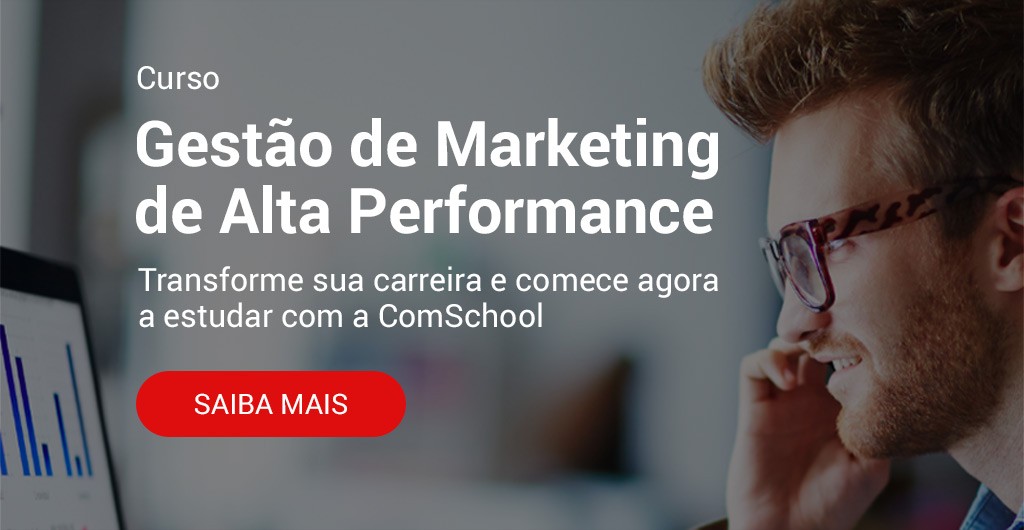 Curso
Gestão de Marketing
de Alta Performance
Transforme sua carreira e comece agora
a estudar com a ComSchool
SAIBA MAIS